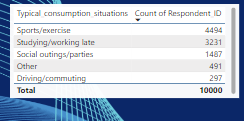 Typical_consumption_situations Count of Respondent_ID
Sports/exercise 4494
Studying/working late 3231
Social outings/parties 1487
Other 491
Driving/commuting 297
Total 10000